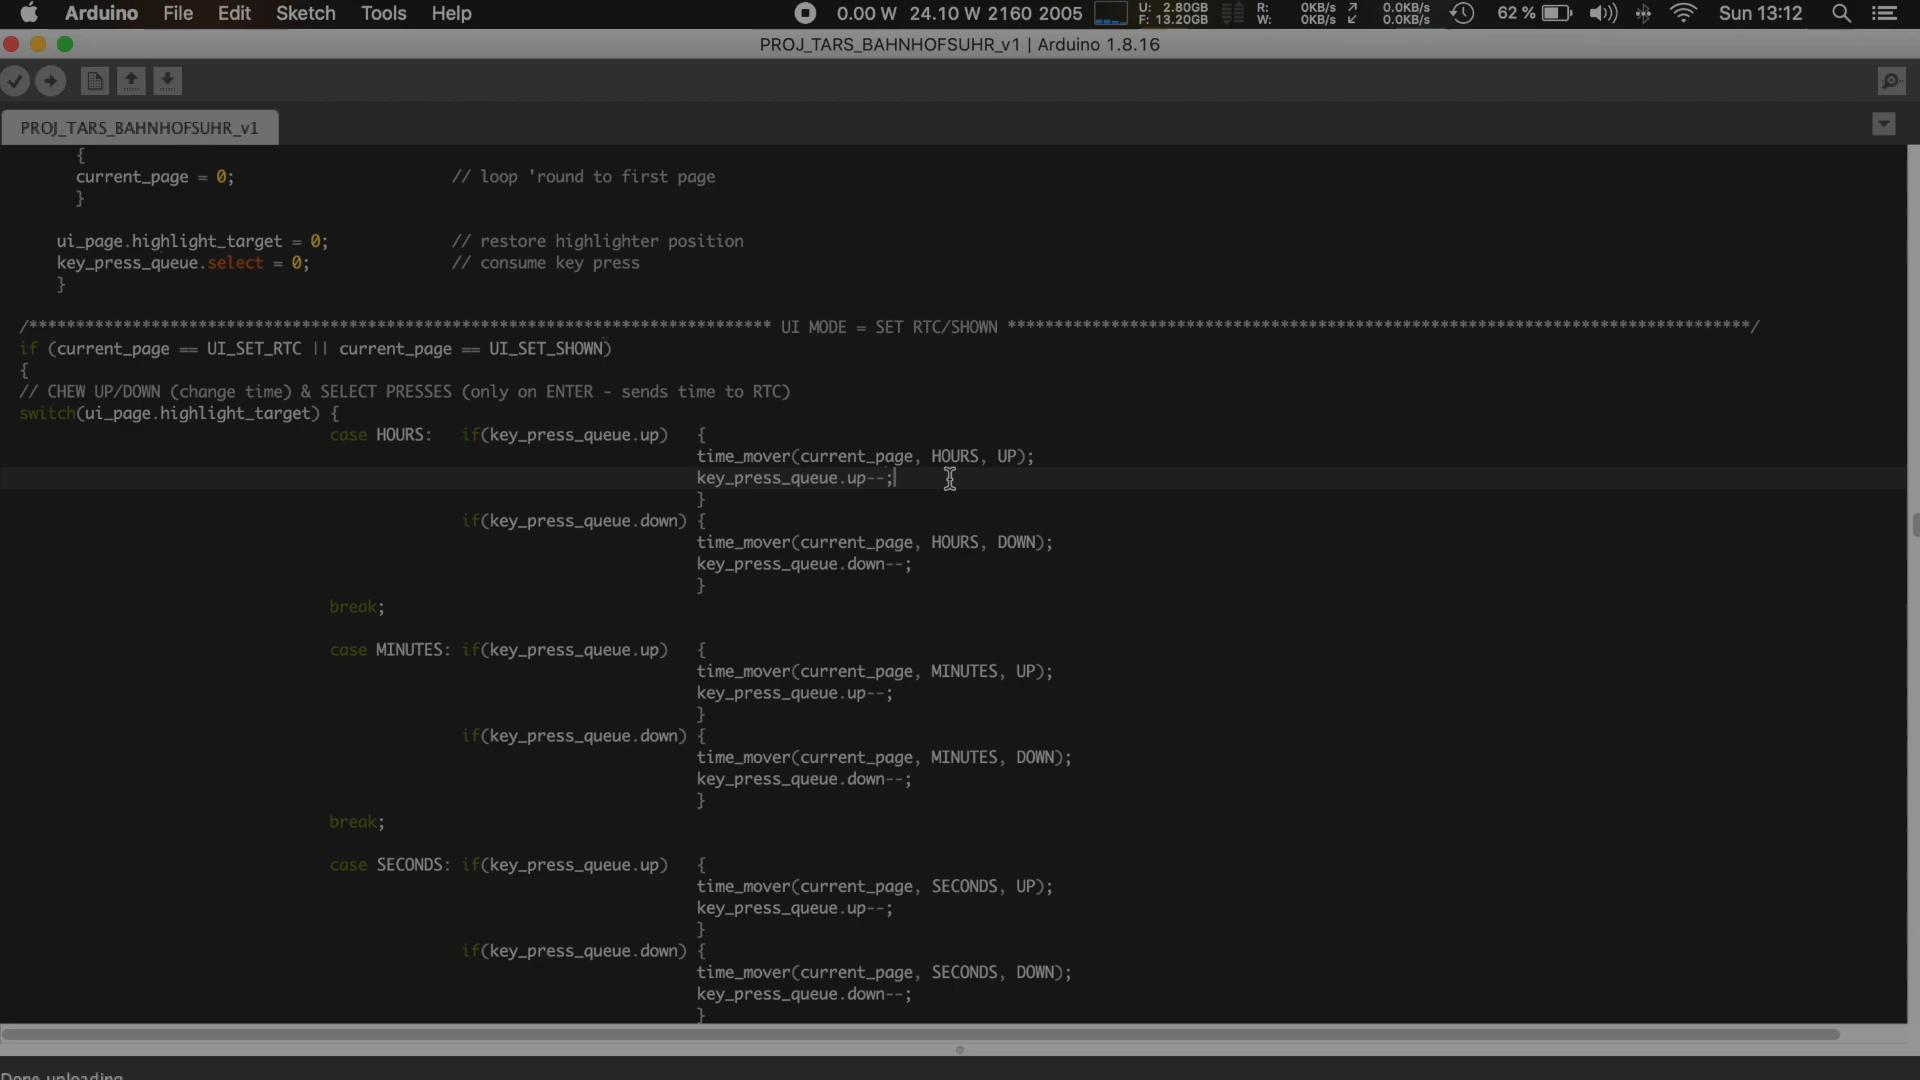 Arduino File Edit Sketch Tools Help 0.00 W 24.10 W 2160 2005 U: 2.80GB F: 13.20GB R: W: 0KB/s 0KB/s 0.0KB/s 0.0KB/s 62 % Sun 13:12
PROJ_TARS_BAHNHOFSUHR_v1 | Arduino 1.8.16
PROJ_TARS_BAHNHOFSUHR_v1
{
current_page = 0; // loop 'round to first page
}
ui_page.highlight_target = 0; // restore highlighter position
key_press_queue.select = 0; // consume key press
}
/******************************************************************************* UI MODE = SET RTC/SHOWN *******************************************************************************/
if (current_page == UI_SET_RTC || current_page == UI_SET_SHOWN)
{
// CHEW UP/DOWN (change time) & SELECT PRESSES (only on ENTER - sends time to RTC)
switch(ui_page.highlight_target) {
case HOURS: if(key_press_queue.up) {
time_mover(current_page, HOURS, UP);
key_press_queue.up--;
}
if(key_press_queue.down) {
time_mover(current_page, HOURS, DOWN);
key_press_queue.down--;
}
break;
case MINUTES: if(key_press_queue.up) {
time_mover(current_page, MINUTES, UP);
key_press_queue.up--;
}
if(key_press_queue.down) {
time_mover(current_page, MINUTES, DOWN);
key_press_queue.down--;
}
break;
case SECONDS: if(key_press_queue.up) {
time_mover(current_page, SECONDS, UP);
key_press_queue.up--;
}
if(key_press_queue.down) {
time_mover(current_page, SECONDS, DOWN);
key_press_queue.down--;
}
Done uploading